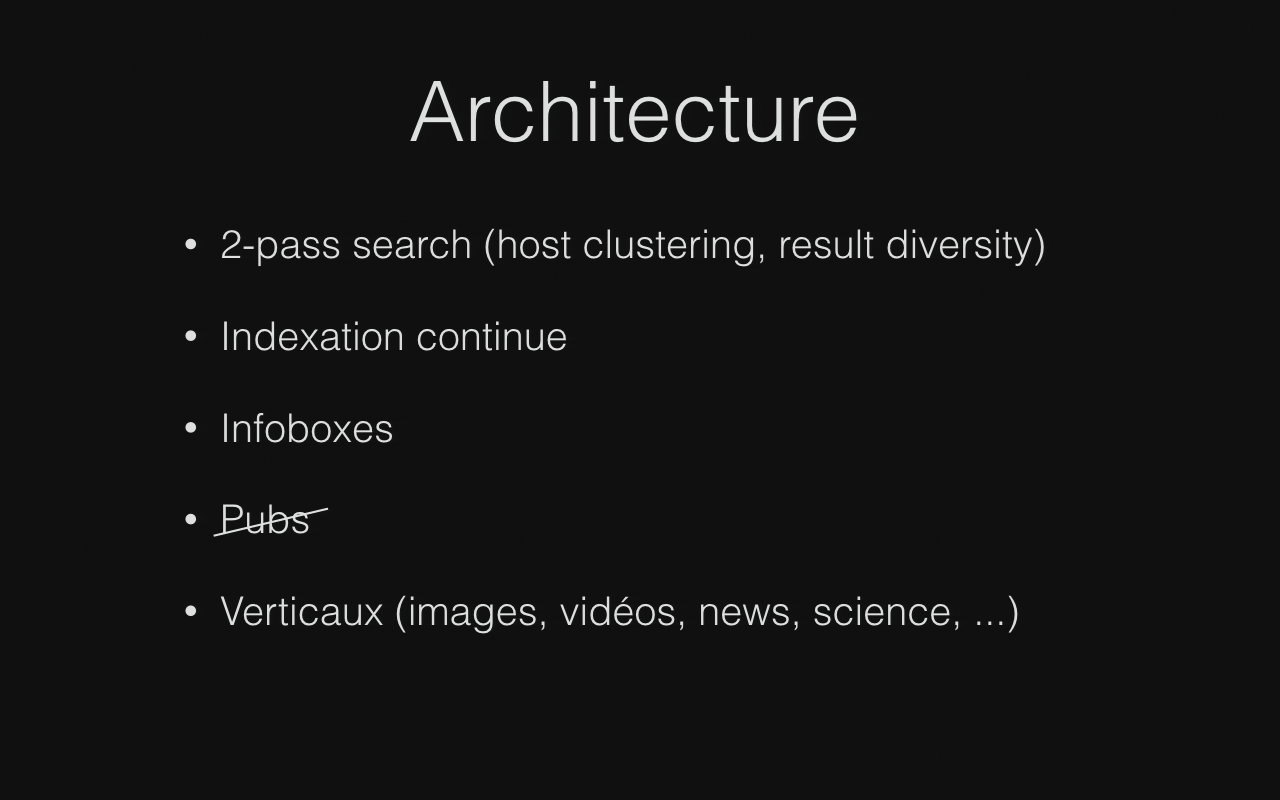 Architecture
• 2-pass search (host clustering, result diversity)
• Indexation continue
• Infoboxes
• Pubs
• Verticaux (images, vidéos, news, science, ...)